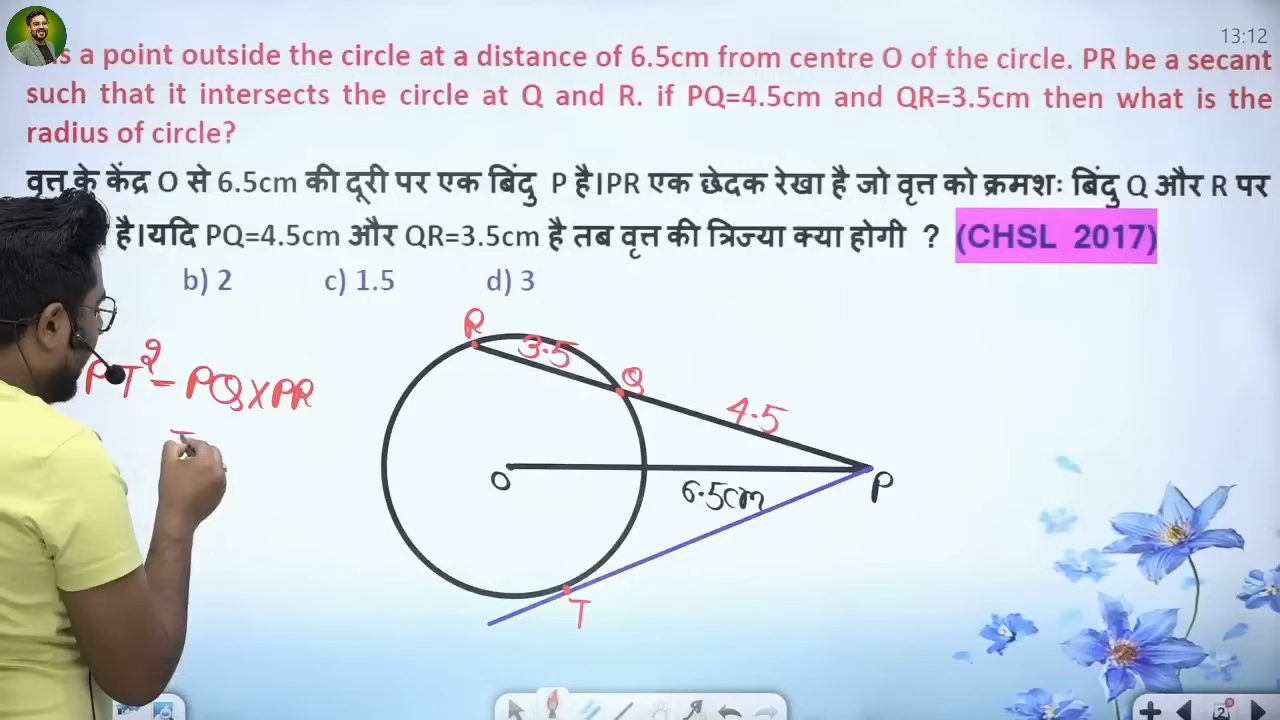 13:12
s a point outside the circle at a distance of 6.5cm from centre O of the circle. PR be a secant
such that it intersects the circle at Q and R. if PQ=4.5cm and QR=3.5cm then what is the
radius of circle?
वृत्त के केंद्र O से 6.5cm की दूरी पर एक बिंदु P है।PR एक छेदक रेखा है जो वृत्त को क्रमशः बिंदु Q और R पर
है।यदि PQ=4.5cm और QR=3.5cm है तब वृत्त की त्रिज्या क्या होगी ? (CHSL 2017)
b) 2 c) 1.5 d) 3
R
3.5
Q
PT² = PQ X PR
4.5
O
6.5cm
P
T
2